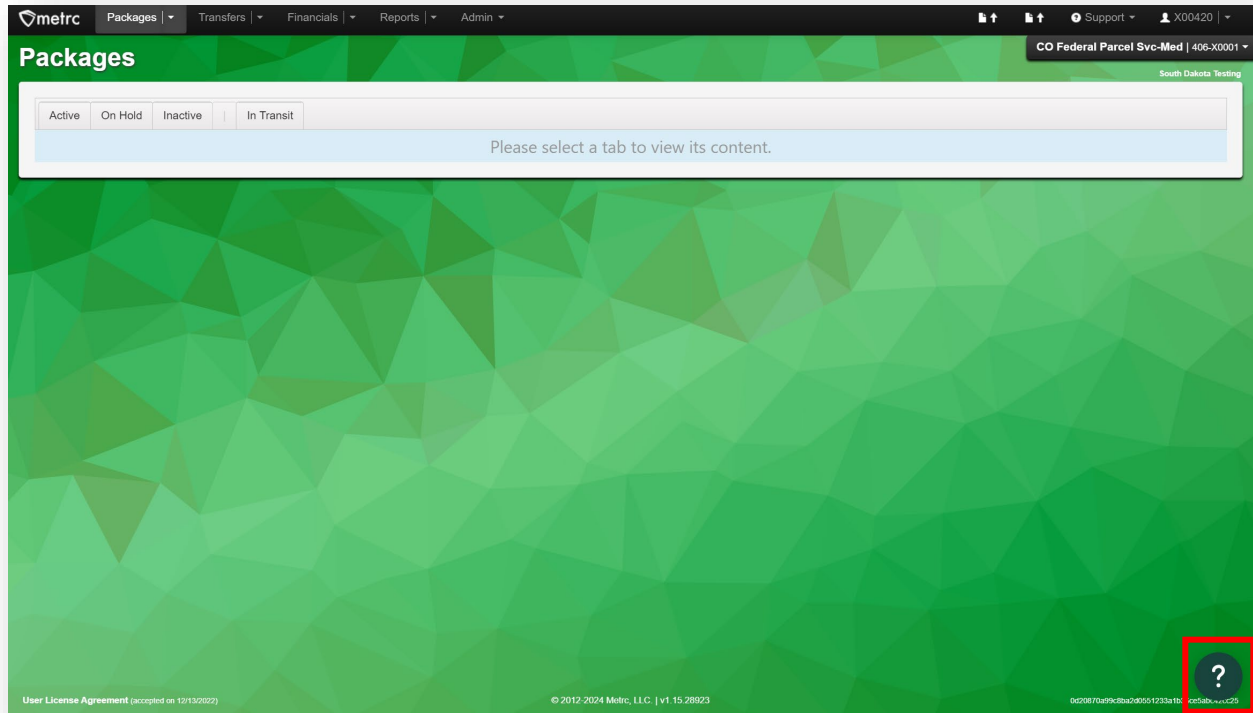 metrc Packages | Transfers | Financials | Reports | Admin Support X00420 |
Packages
CO Federal Parcel Svc-Med | 406-X0001
South Dakota Testing
Active On Hold Inactive | In Transit
Please select a tab to view its content.
?
User License Agreement (accepted on 12/13/2022) © 2012-2024 Metrc, LLC. | v1.15.28923